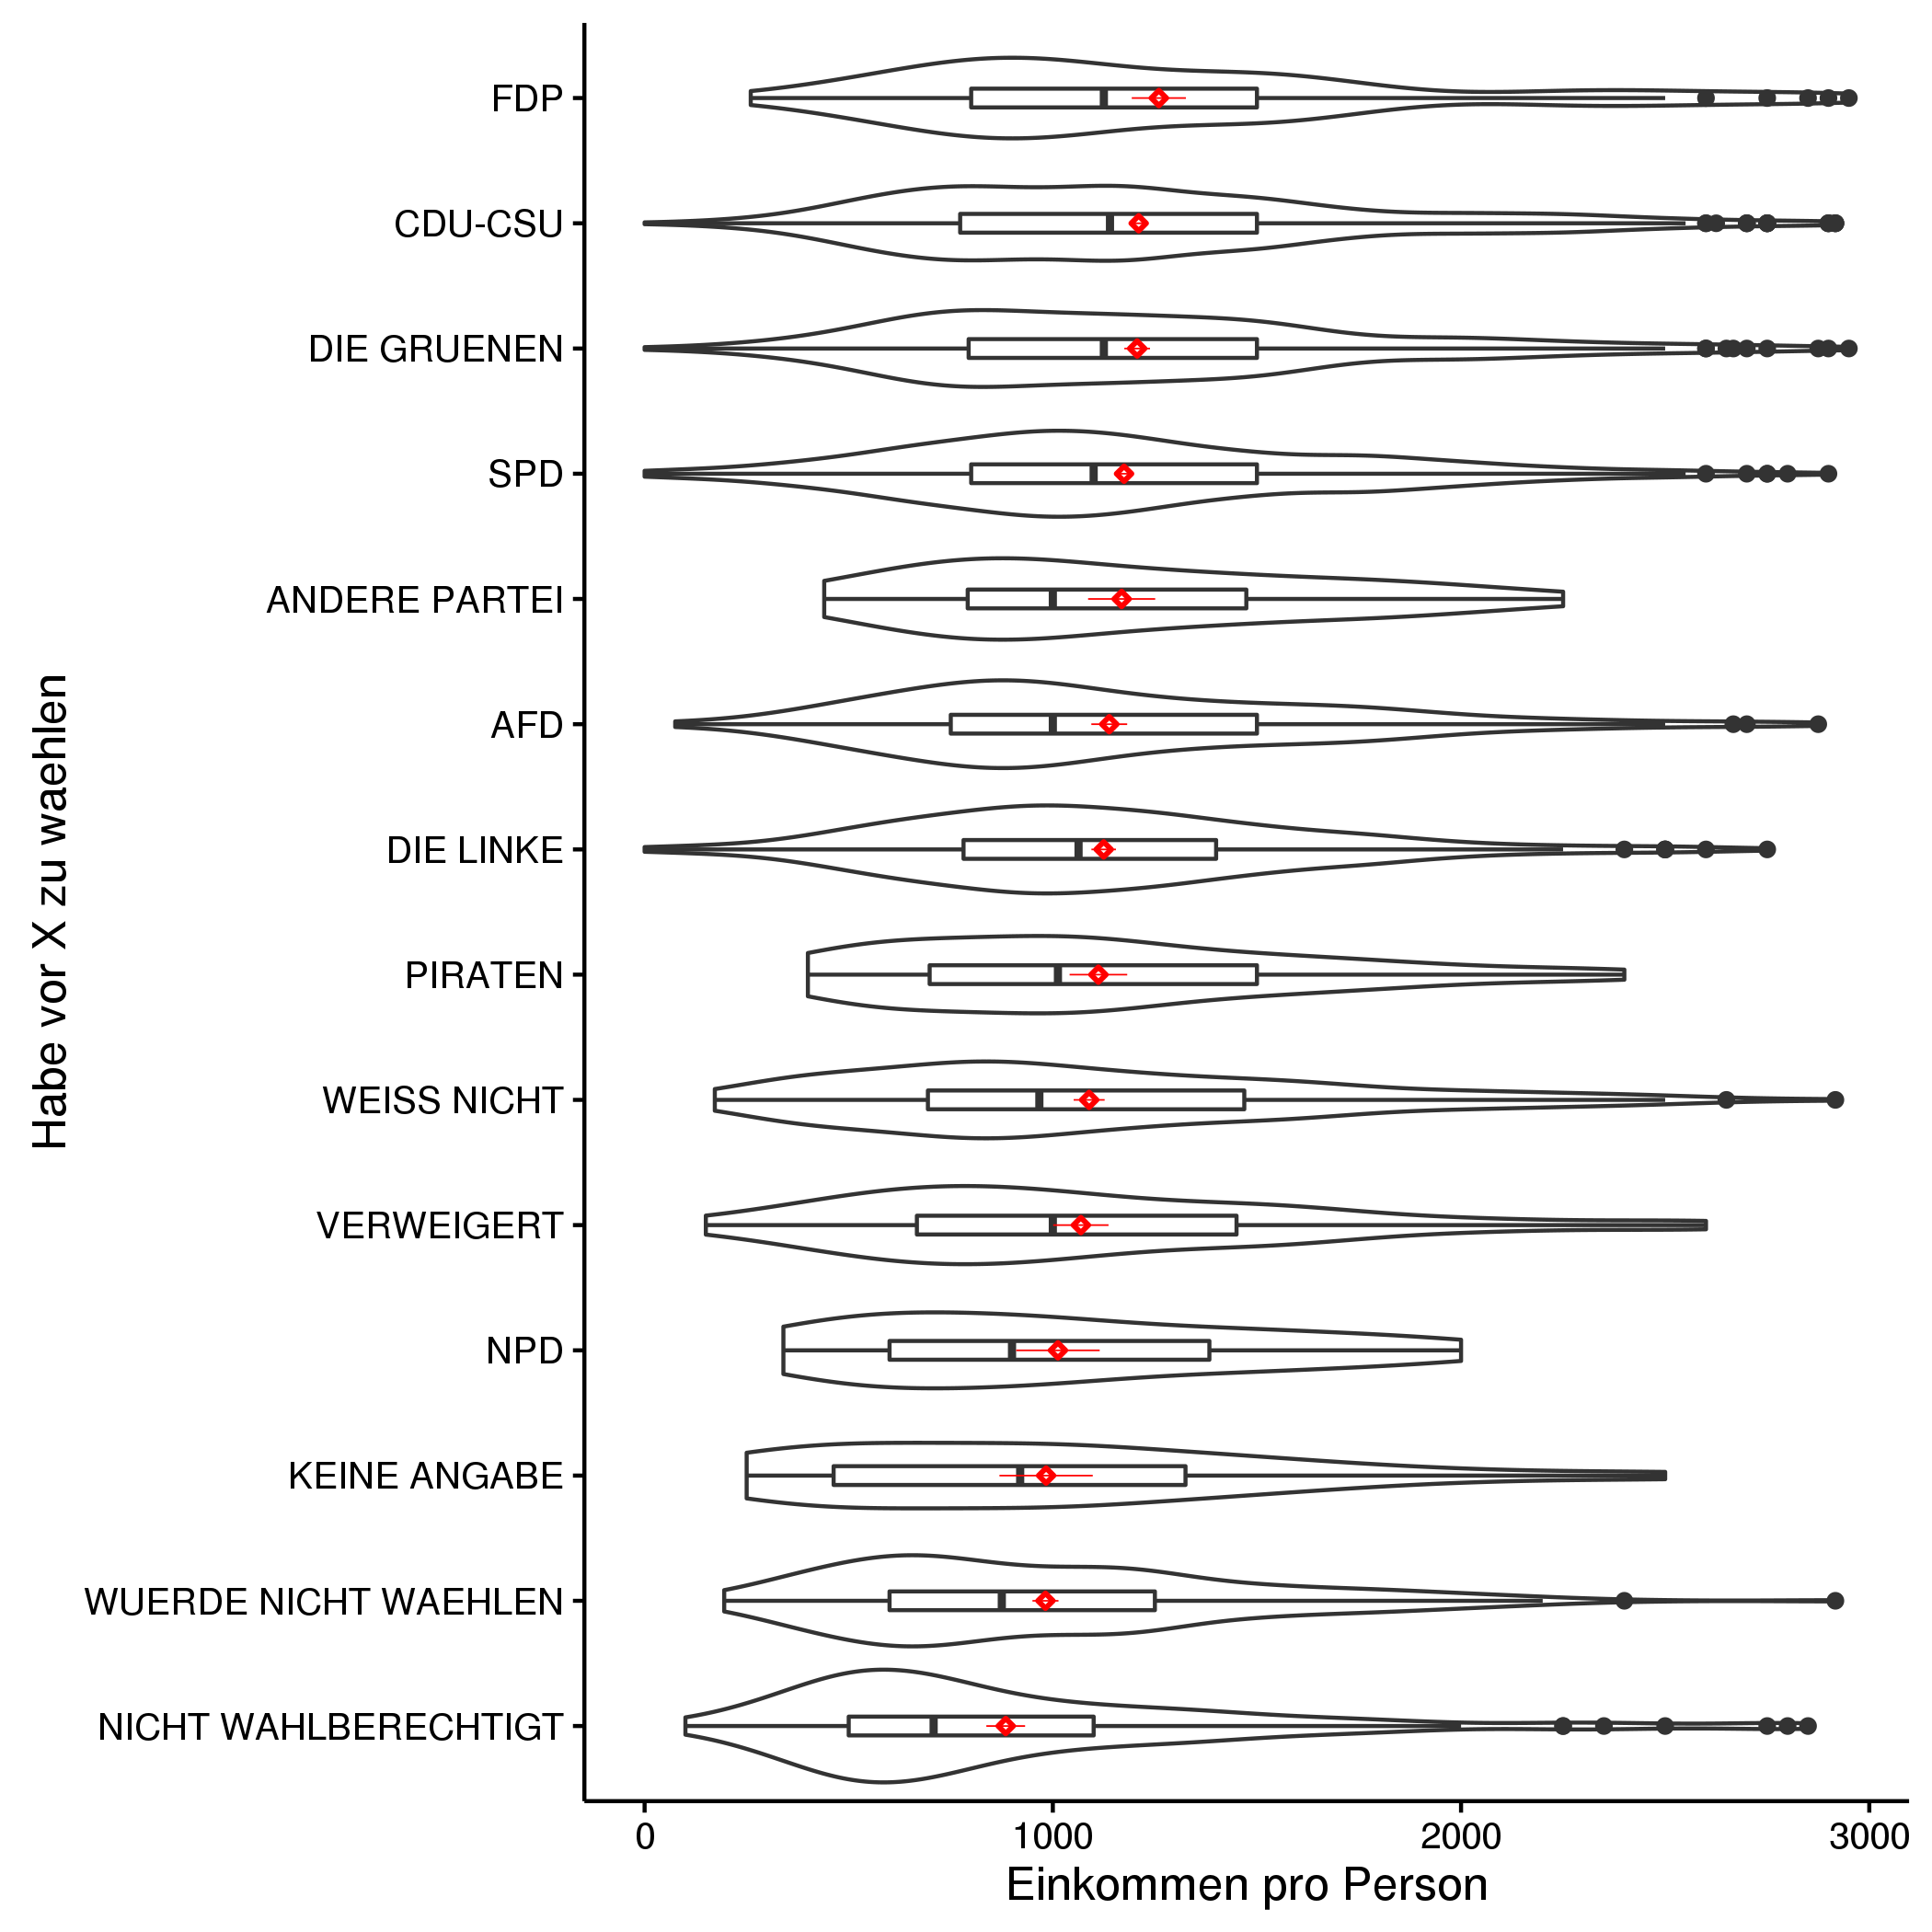 FDP
CDU-CSU
DIE GRUENEN
SPD
ANDERE PARTEI
AFD
DIE LINKE
PIRATEN
WEISS NICHT
VERWEIGERT
NPD
KEINE ANGABE
WUERDE NICHT WAEHLEN
NICHT WAHLBERECHTIGT
Habe vor X zu waehlen
0 1000 2000 3000
Einkommen pro Person